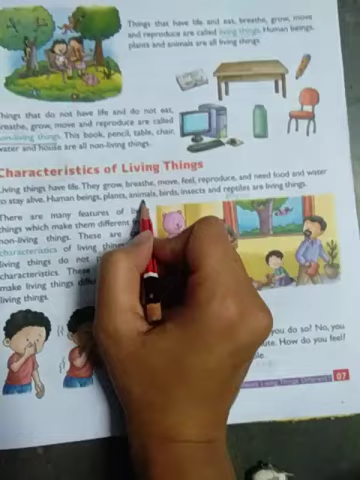 Things that have life and eat, breathe, grow, move
and reproduce are called living things. Human beings,
plants and animals are all living things.
Things that do not have life and do not eat,
breathe, grow, move and reproduce are called
non-living things. This book, pencil, table, chair,
water and house are all non-living things.
Characteristics of Living Things
Living things have life. They grow, breathe, move, feel, reproduce, and need food and water
to stay alive. Human beings, plants, animals, birds, insects and reptiles are living things.
There are many features of
things which make them different
non-living things. These are
characteristics of living things
living things do not
characteristics. These
make living things
living things.
you do so? No, you
How do you feel?
Living Things Different?
07